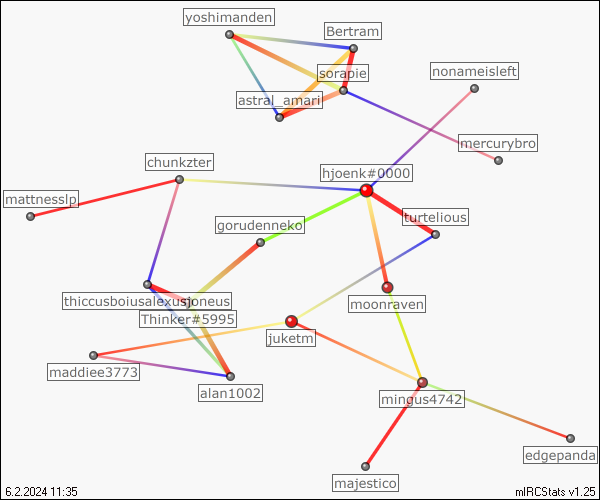 yoshimanden
Bertram
sorapie
nonameisleft
astral_amaril
mercurybro
chunkzter
hjoenk#0000
mattnesslp
turtelious
gorudenneko
thiccusboiusalexusjoneus
moonraven
Thinker#5995
juketm
maddiee3773
alan1002
mingus4742
edgepanda
majestico
6.2.2024 11:35
mIRCStats v1.25